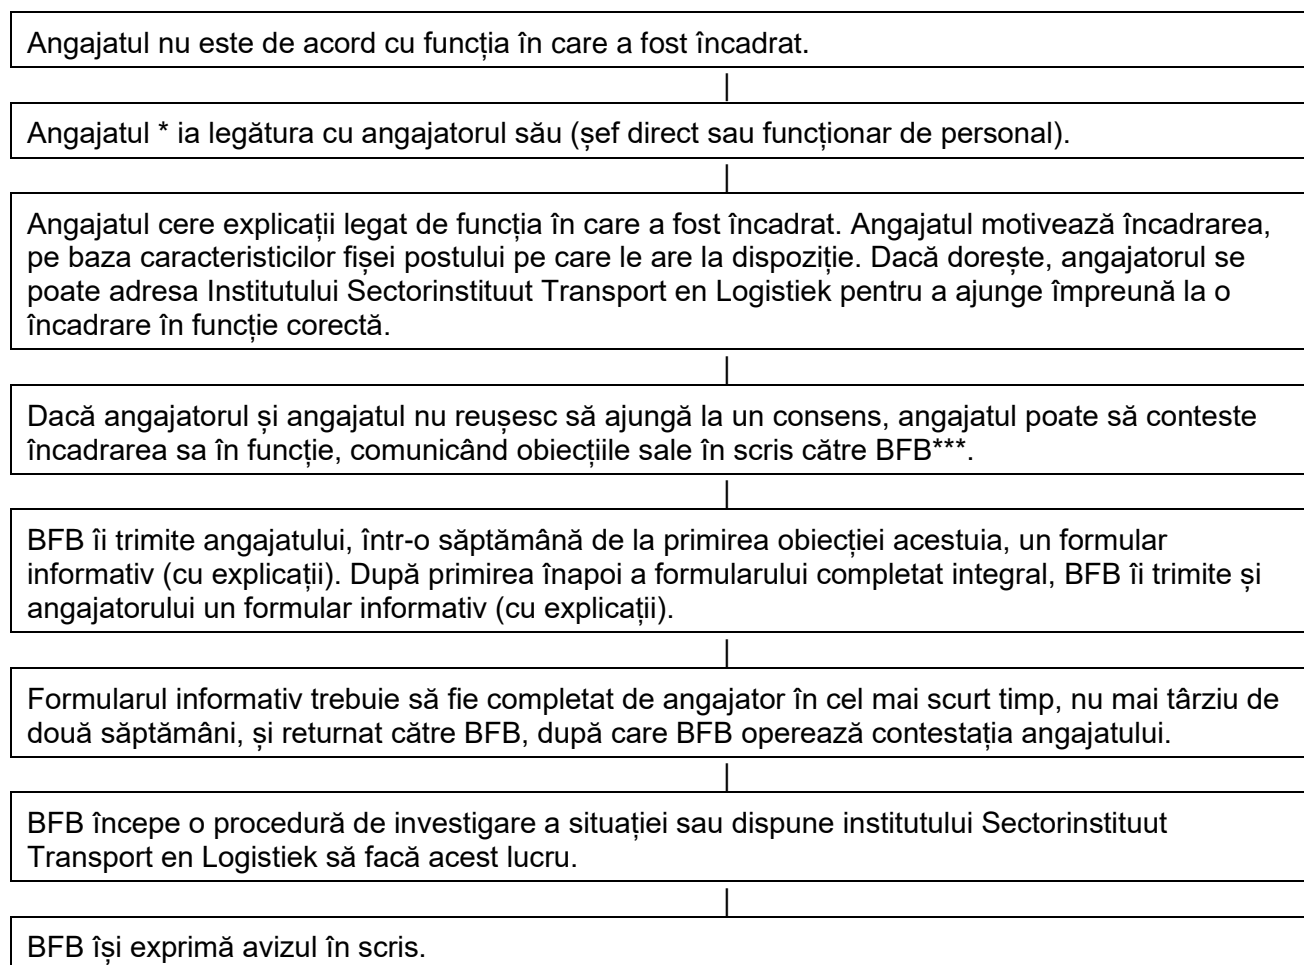 Angajatul nu este de acord cu funcția în care a fost încadrat.
Angajatul * ia legătura cu angajatorul său (șef direct sau funcționar de personal).
Angajatul cere explicații legat de funcția în care a fost încadrat. Angajatul motivează încadrarea,
pe baza caracteristicilor fișei postului pe care le are la dispoziție. Dacă dorește, angajatorul se
poate adresa Institutului Sectorinstituut Transport en Logistiek pentru a ajunge împreună la o
încadrare în funcție corectă.
Dacă angajatorul și angajatul nu reușesc să ajungă la un consens, angajatul poate să conteste
încadrarea sa în funcție, comunicând obiecțiile sale în scris către BFB***.
BFB îi trimite angajatului, într-o săptămână de la primirea obiecției acestuia, un formular
informativ (cu explicații). După primirea înapoi a formularului completat integral, BFB îi trimite și
angajatorului un formular informativ (cu explicații).
Formularul informativ trebuie să fie completat de angajator în cel mai scurt timp, nu mai târziu de
două săptămâni, și returnat către BFB, după care BFB operează contestația angajatului.
BFB începe o procedură de investigare a situației sau dispune institutului Sectorinstituut
Transport en Logistiek să facă acest lucru.
BFB își exprimă avizul în scris.